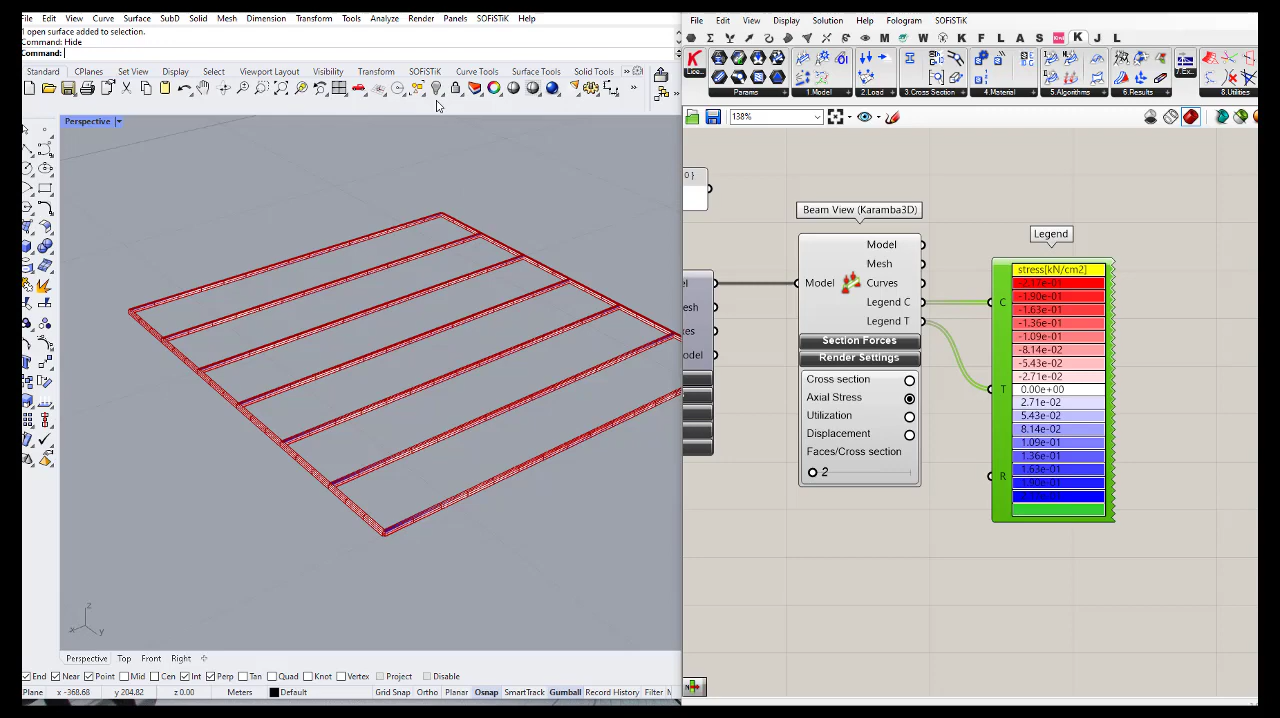 File Edit View Curve Surface SubD Solid Mesh Dimension Transform Tools Analyze Render Panels SOFiSTiK Help
1 open surface added to selection.
Command: Hide
Command:
Standard CPlanes Set View Display Select Viewport Layout Visibility Transform SOFiSTiK Curve Tools Surface Tools Solid Tools
Perspective
z
x y
Perspective Top Front Right
End Near Point Mid Cen Int Perp Tan Quad Knot Vertex Project Disable
Plane x -368.68 y 204.82 z 0.00 Meters Default Grid Snap Ortho Planar Osnap SmartTrack Gumball Record History Filter
File Edit View Display Solution Help Fologram SOFiSTiK
M K F L A S K J L
Params 1.Model 2.Load 3.Cross Section 4.Material 5.Algorithms 6.Results 7.Ex.. 8.Utilities
138%
0 }
Beam View (Karamba3D)
Model
Model
Mesh
Curves
Legend C
Legend T
Section Forces
Render Settings
Cross section
Axial Stress
Utilization
Displacement
Faces/Cross section
2
Legend
C
T
R
stress[kN/cm2]
-2.17e-01
-1.90e-01
-1.63e-01
-1.36e-01
-1.09e-01
-8.14e-02
-5.43e-02
-2.71e-02
0.00e+00
2.71e-02
5.43e-02
8.14e-02
1.09e-01
1.36e-01
1.63e-01
1.90e-01